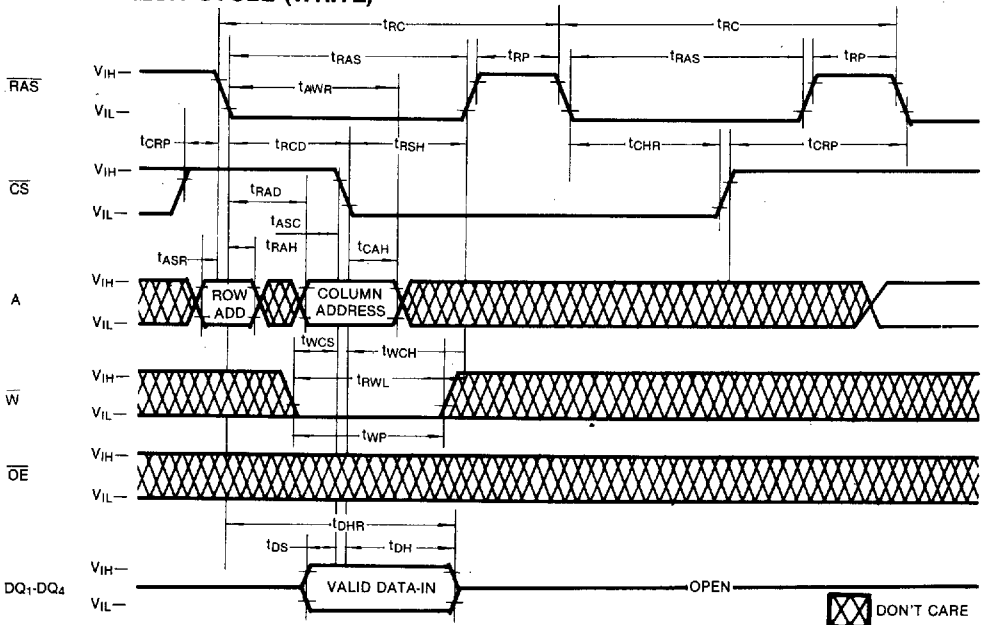 CYCLE (WRITE)
tRC tRC
tRAS tRP tRAS tRP
RAS VIH
tAWR
VIL
tCRP tRCD tRSH tCHR tCRP
CS VIH
tRAD
VIL
tASC
tASR tRAH tCAH
A VIH
ROW ADD COLUMN ADDRESS
VIL
tWCS tWCH
W VIH
tRWL
VIL
tWP
OE VIH
VIL
tDHR
tDS tDH
DQ1-DQ4 VIH
VALID DATA-IN OPEN
VIL
DON'T CARE